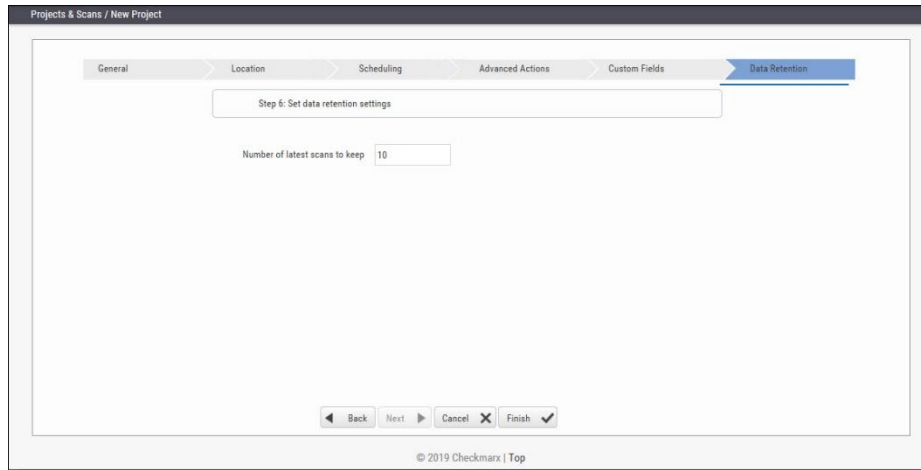 Projects & Scans / New Project
General Location Scheduling Advanced Actions Custom Fields Data Retention
Step 6: Set data retention settings
Number of latest scans to keep 10
Back Next Cancel Finish
© 2019 Checkmarx | Top